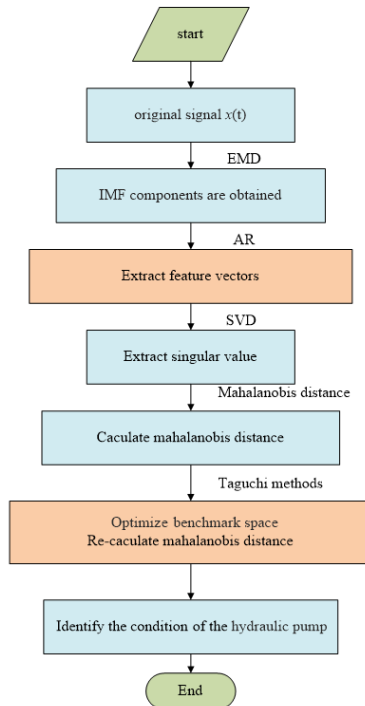 start
original signal x(t)
EMD
IMF components are obtained
AR
Extract feature vectors
SVD
Extract singular value
Mahalanobis distance
Caculate mahalanobis distance
Taguchi methods
Optimize benchmark space
Re-caculate mahalanobis distance
Identify the condition of the hydraulic pump
End